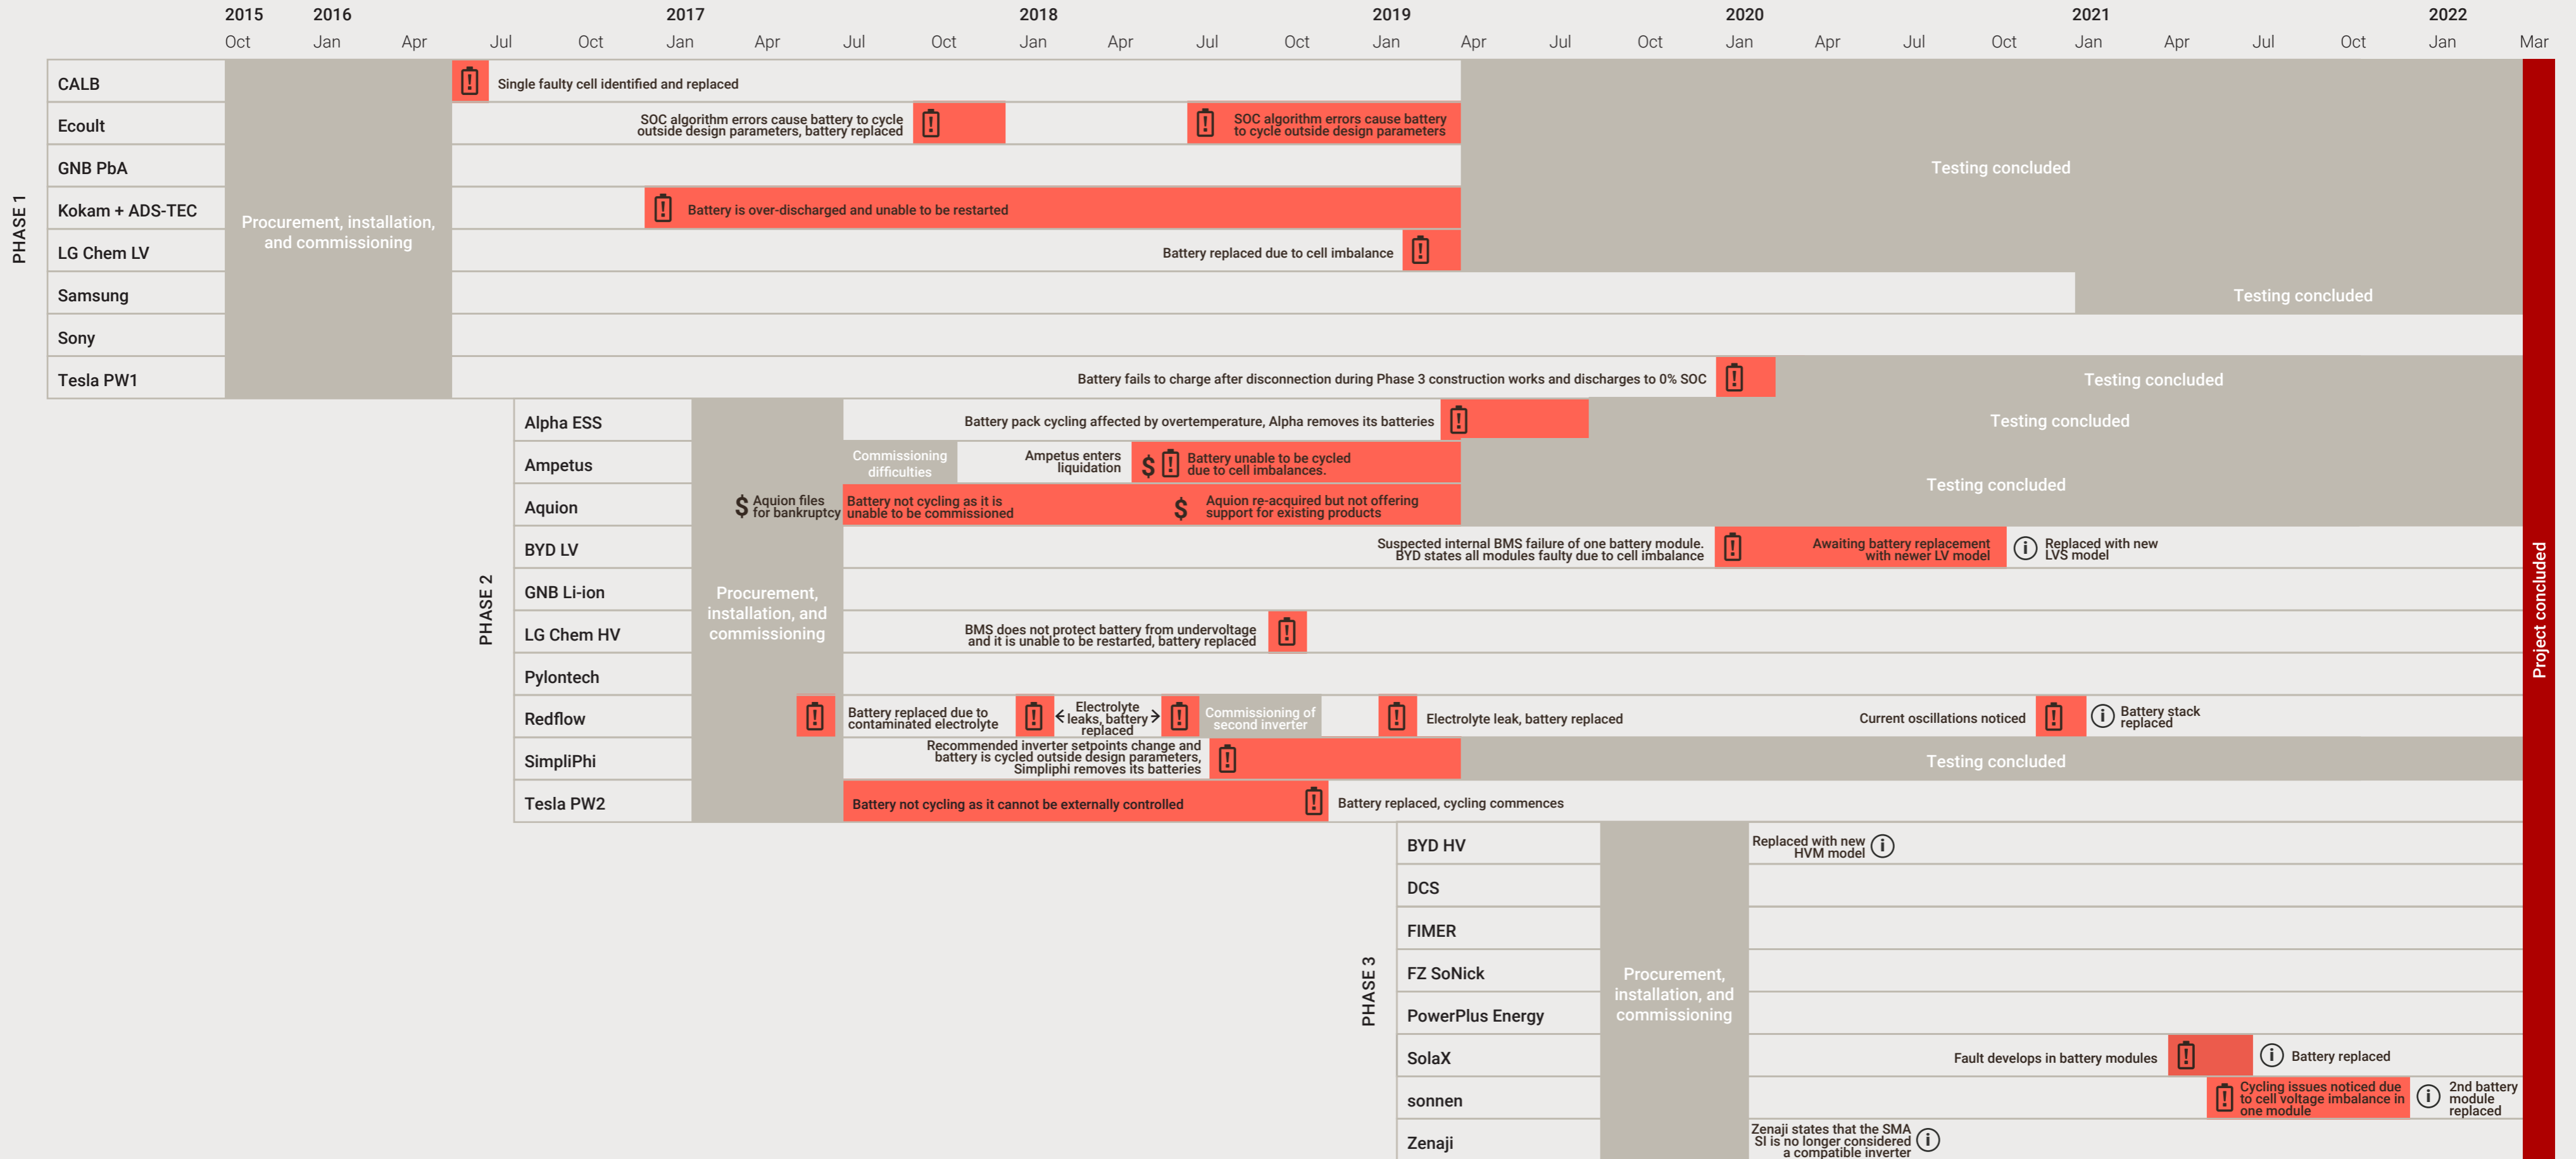 2015 2016 2017 2018 2019 2020 2021 2022
Oct Jan Apr Jul Oct Jan Apr Jul Oct Jan Apr Jul Oct Jan Apr Jul Oct Jan Apr Jul Oct Jan Apr Jul Oct Jan Mar
PHASE 1
CALB
Single faulty cell identified and replaced
Ecoult
SOC algorithm errors cause battery to cycle
outside design parameters, battery replaced
SOC algorithm errors cause battery
to cycle outside design parameters
GNB PbA
Testing concluded
Kokam + ADS-TEC
Procurement, installation,
and commissioning
Battery is over-discharged and unable to be restarted
LG Chem LV
Battery replaced due to cell imbalance
Samsung
Testing concluded
Sony
Tesla PW1
Battery fails to charge after disconnection during Phase 3 construction works and discharges to 0% SOC
Testing concluded
PHASE 2
Alpha ESS
Battery pack cycling affected by overtemperature, Alpha removes its batteries
Testing concluded
Ampetus
Commissioning
difficulties
Ampetus enters
liquidation
$
Battery unable to be cycled
due to cell imbalances.
Testing concluded
Aquion
$
Aquion files
for bankruptcy
Battery not cycling as it is
unable to be commissioned
$
Aquion re-acquired but not offering
support for existing products
BYD LV
Suspected internal BMS failure of one battery module.
BYD states all modules faulty due to cell imbalance
Awaiting battery replacement
with newer LV model
Replaced with new
LVS model
GNB Li-ion
Procurement,
installation, and
commissioning
LG Chem HV
BMS does not protect battery from undervoltage
and it is unable to be restarted, battery replaced
Pylontech
Redflow
Battery replaced due to
contaminated electrolyte
Electrolyte
leaks, battery
replaced
Commissioning of
second inverter
Electrolyte leak, battery replaced
Current oscillations noticed
Battery stack
replaced
SimpliPhi
Recommended inverter setpoints change and
battery is cycled outside design parameters,
Simpliphi removes its batteries
Testing concluded
Tesla PW2
Battery not cycling as it cannot be externally controlled
Battery replaced, cycling commences
Project concluded
PHASE 3
BYD HV
Replaced with new
HVM model
DCS
FIMER
FZ SoNick
Procurement,
installation, and
commissioning
PowerPlus Energy
SolaX
Fault develops in battery modules
Battery replaced
sonnen
Cycling issues noticed due
to cell voltage imbalance in
one module
2nd battery
module
replaced
Zenaji
Zenaji states that the SMA
SI is no longer considered
a compatible inverter